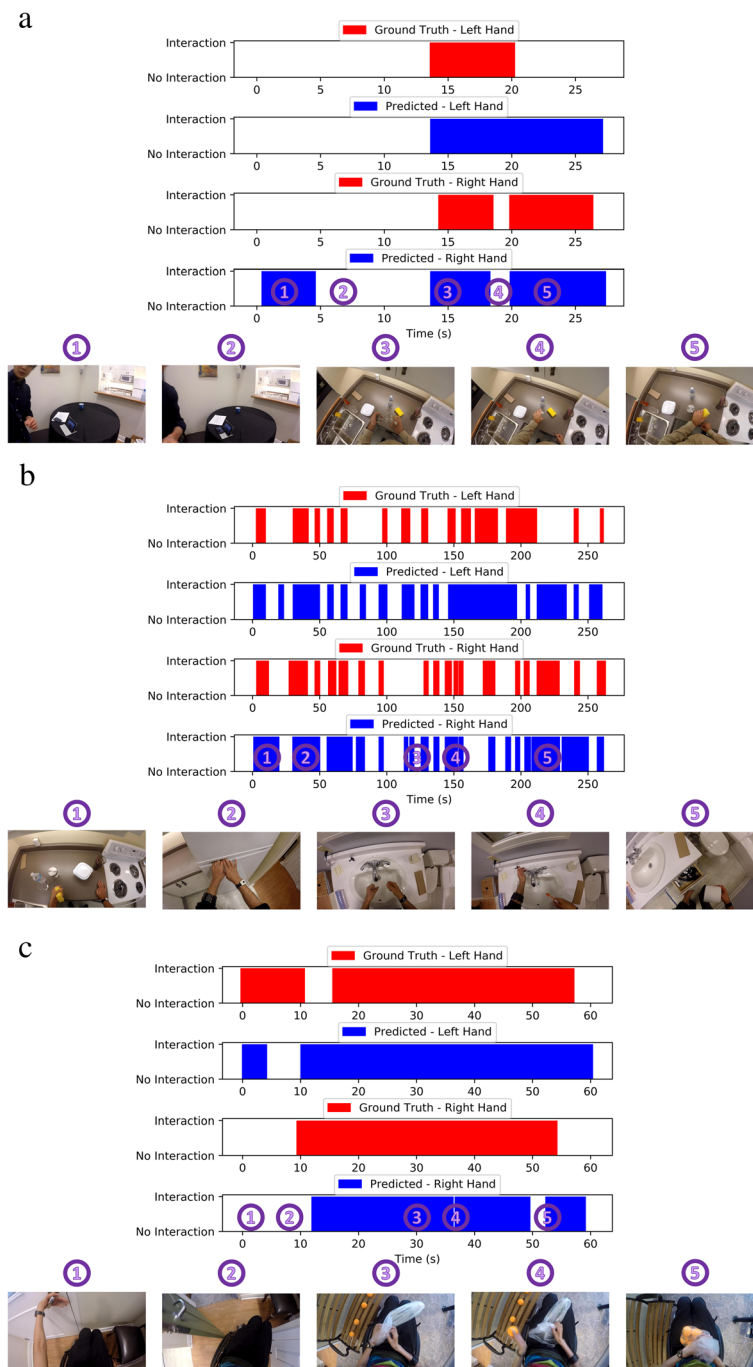 a
Ground Truth - Left Hand
Interaction
No Interaction
0 5 10 15 20 25
Predicted - Left Hand
Interaction
No Interaction
0 5 10 15 20 25
Ground Truth - Right Hand
Interaction
No Interaction
0 5 10 15 20 25
Predicted - Right Hand
Interaction
1 2 3 4 5
No Interaction
0 5 10 15 20 25
Time (s)
1 2 3 4 5
b
Ground Truth - Left Hand
Interaction
No Interaction
0 50 100 150 200 250
Predicted - Left Hand
Interaction
No Interaction
0 50 100 150 200 250
Ground Truth - Right Hand
Interaction
No Interaction
0 50 100 150 200 250
Predicted - Right Hand
Interaction
1 2 3 4 5
No Interaction
0 50 100 150 200 250
Time (s)
1 2 3 4 5
c
Ground Truth - Left Hand
Interaction
No Interaction
0 10 20 30 40 50 60
Predicted - Left Hand
Interaction
No Interaction
0 10 20 30 40 50 60
Ground Truth - Right Hand
Interaction
No Interaction
0 10 20 30 40 50 60
Predicted - Right Hand
Interaction
1 2 3 4 5
No Interaction
0 10 20 30 40 50 60
Time (s)
1 2 3 4 5